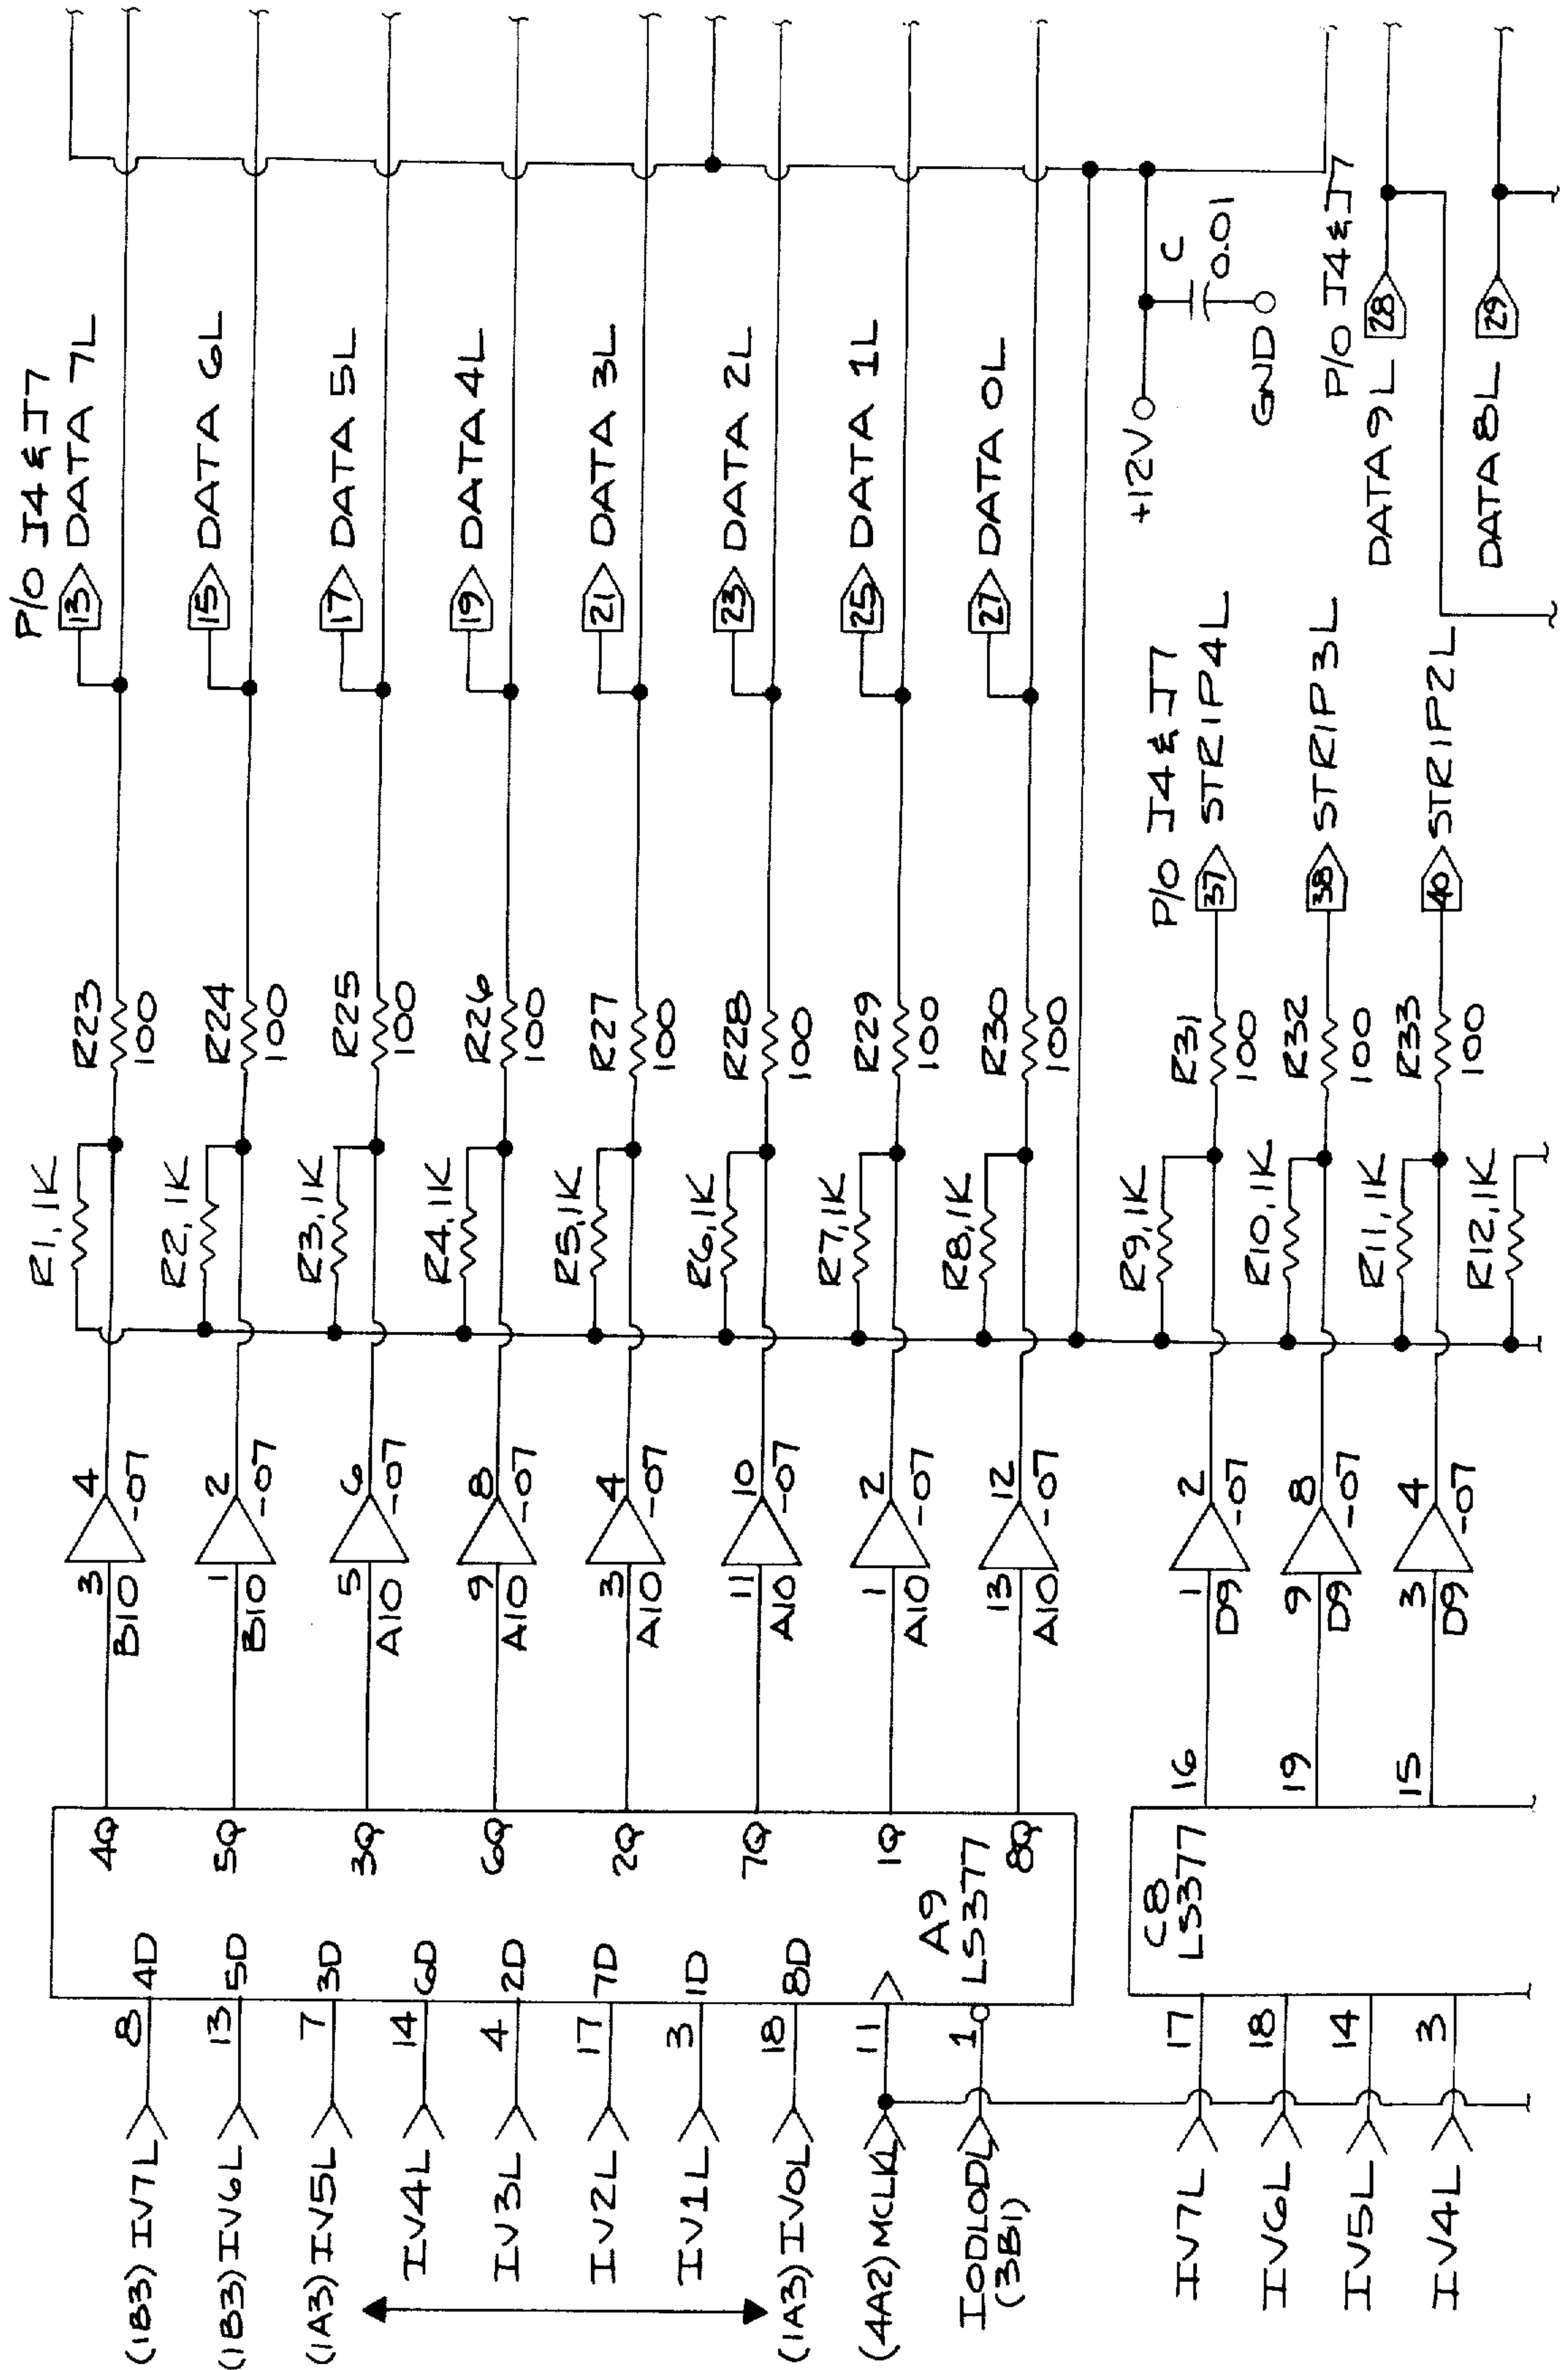 P/O J4 & J7
(1B3) IV7L
8
4D
4Q
3
4
B10
-07
R1, 1K
R23
100
13
DATA 7L
(1B3) IV6L
13
5D
5Q
1
2
B10
-07
R2, 1K
R24
100
15
DATA 6L
(1A3) IV5L
7
3D
3Q
5
6
A10
-07
R3, 1K
R25
100
17
DATA 5L
IV4L
14
6D
6Q
9
8
A10
-07
R4, 1K
R26
100
19
DATA 4L
IV3L
4
2D
2Q
3
4
A10
-07
R5, 1K
R27
100
21
DATA 3L
IV2L
17
7D
7Q
11
10
A10
-07
R6, 1K
R28
100
23
DATA 2L
IV1L
3
1D
1Q
1
2
A10
-07
R7, 1K
R29
100
25
DATA 1L
(1A3) IV0L
18
8D
8Q
13
12
A10
-07
R8, 1K
R30
100
27
DATA 0L
(4A2) MCLKL
11
IODLODL
(3B1)
1
A9
LS377
+12V
C
0.01
GND
C8
LS377
P/O J4 & J7
IV7L
17
16
1
2
D9
-07
R9, 1K
R31
100
37
STRIP4L
IV6L
18
19
9
8
D9
-07
R10, 1K
R32
100
38
STRIP3L
IV5L
14
15
3
4
D9
-07
R11, 1K
R33
100
40
STRIP2L
IV4L
3
R12, 1K
P/O J4 & J7
DATA 9L
28
DATA 8L
29